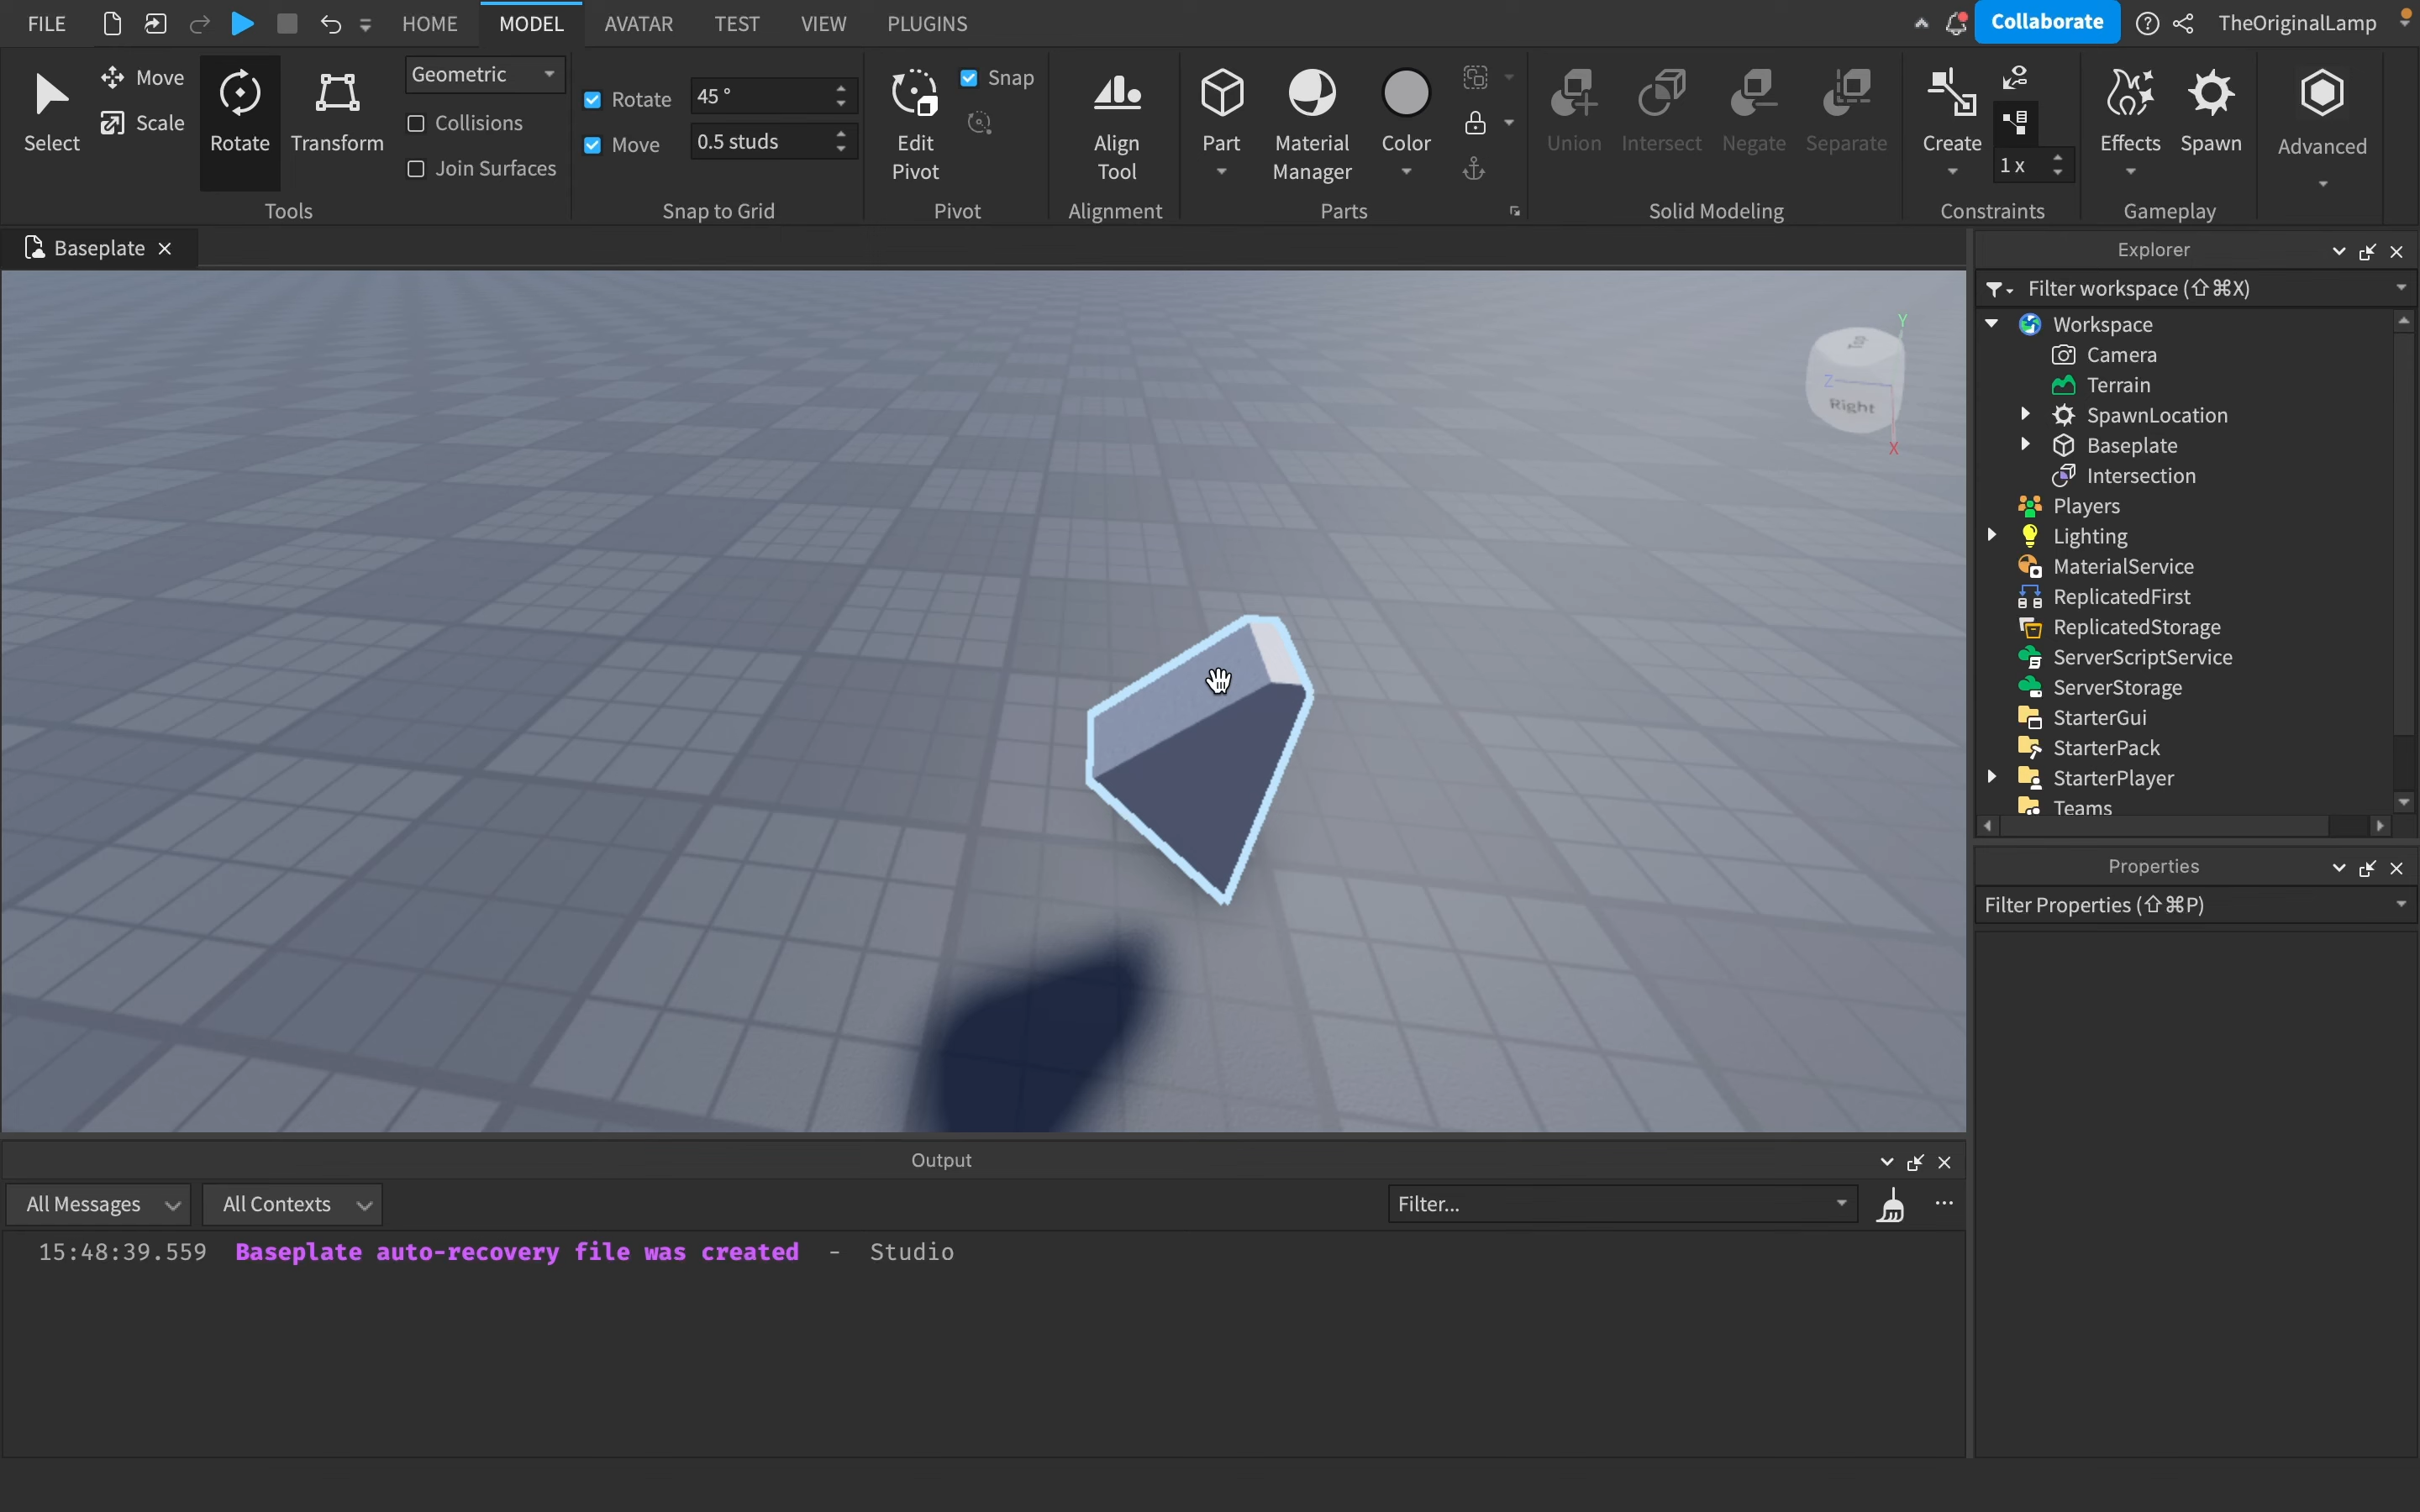 FILE
HOME
MODEL
AVATAR
TEST
VIEW
PLUGINS
Collaborate
TheOriginalLamp
Select
Move
Scale
Rotate
Transform
Geometric
Collisions
Join Surfaces
Tools
Rotate
45 °
Move
0.5 studs
Snap to Grid
Edit
Pivot
Snap
Pivot
Align
Tool
Alignment
Part
Material
Manager
Color
Parts
Union
Intersect
Negate
Separate
Solid Modeling
Create
1 x
Constraints
Effects
Spawn
Gameplay
Advanced
Baseplate
Y
Z
Right
X
Explorer
Filter workspace (⇧⌘X)
Workspace
Camera
Terrain
SpawnLocation
Baseplate
Intersection
Players
Lighting
MaterialService
ReplicatedFirst
ReplicatedStorage
ServerScriptService
ServerStorage
StarterGui
StarterPack
StarterPlayer
Teams
Properties
Filter Properties (⇧⌘P)
Output
All Messages
All Contexts
Filter...
15:48:39.559 Baseplate auto-recovery file was created - Studio